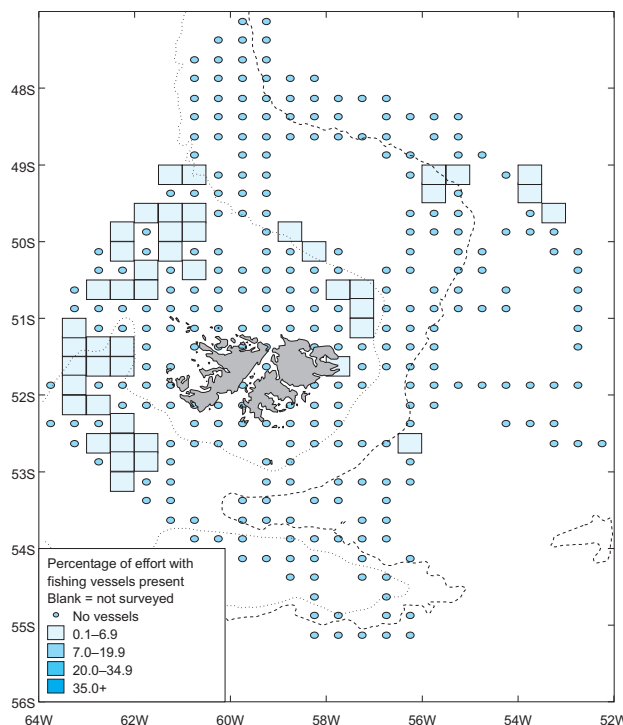 48S
49S
50S
51S
52S
53S
54S
55S
56S
Percentage of effort with
fishing vessels present
Blank = not surveyed
No vessels
0.1–6.9
7.0–19.9
20.0–34.9
35.0+
64W 62W 60W 58W 56W 54W 52W